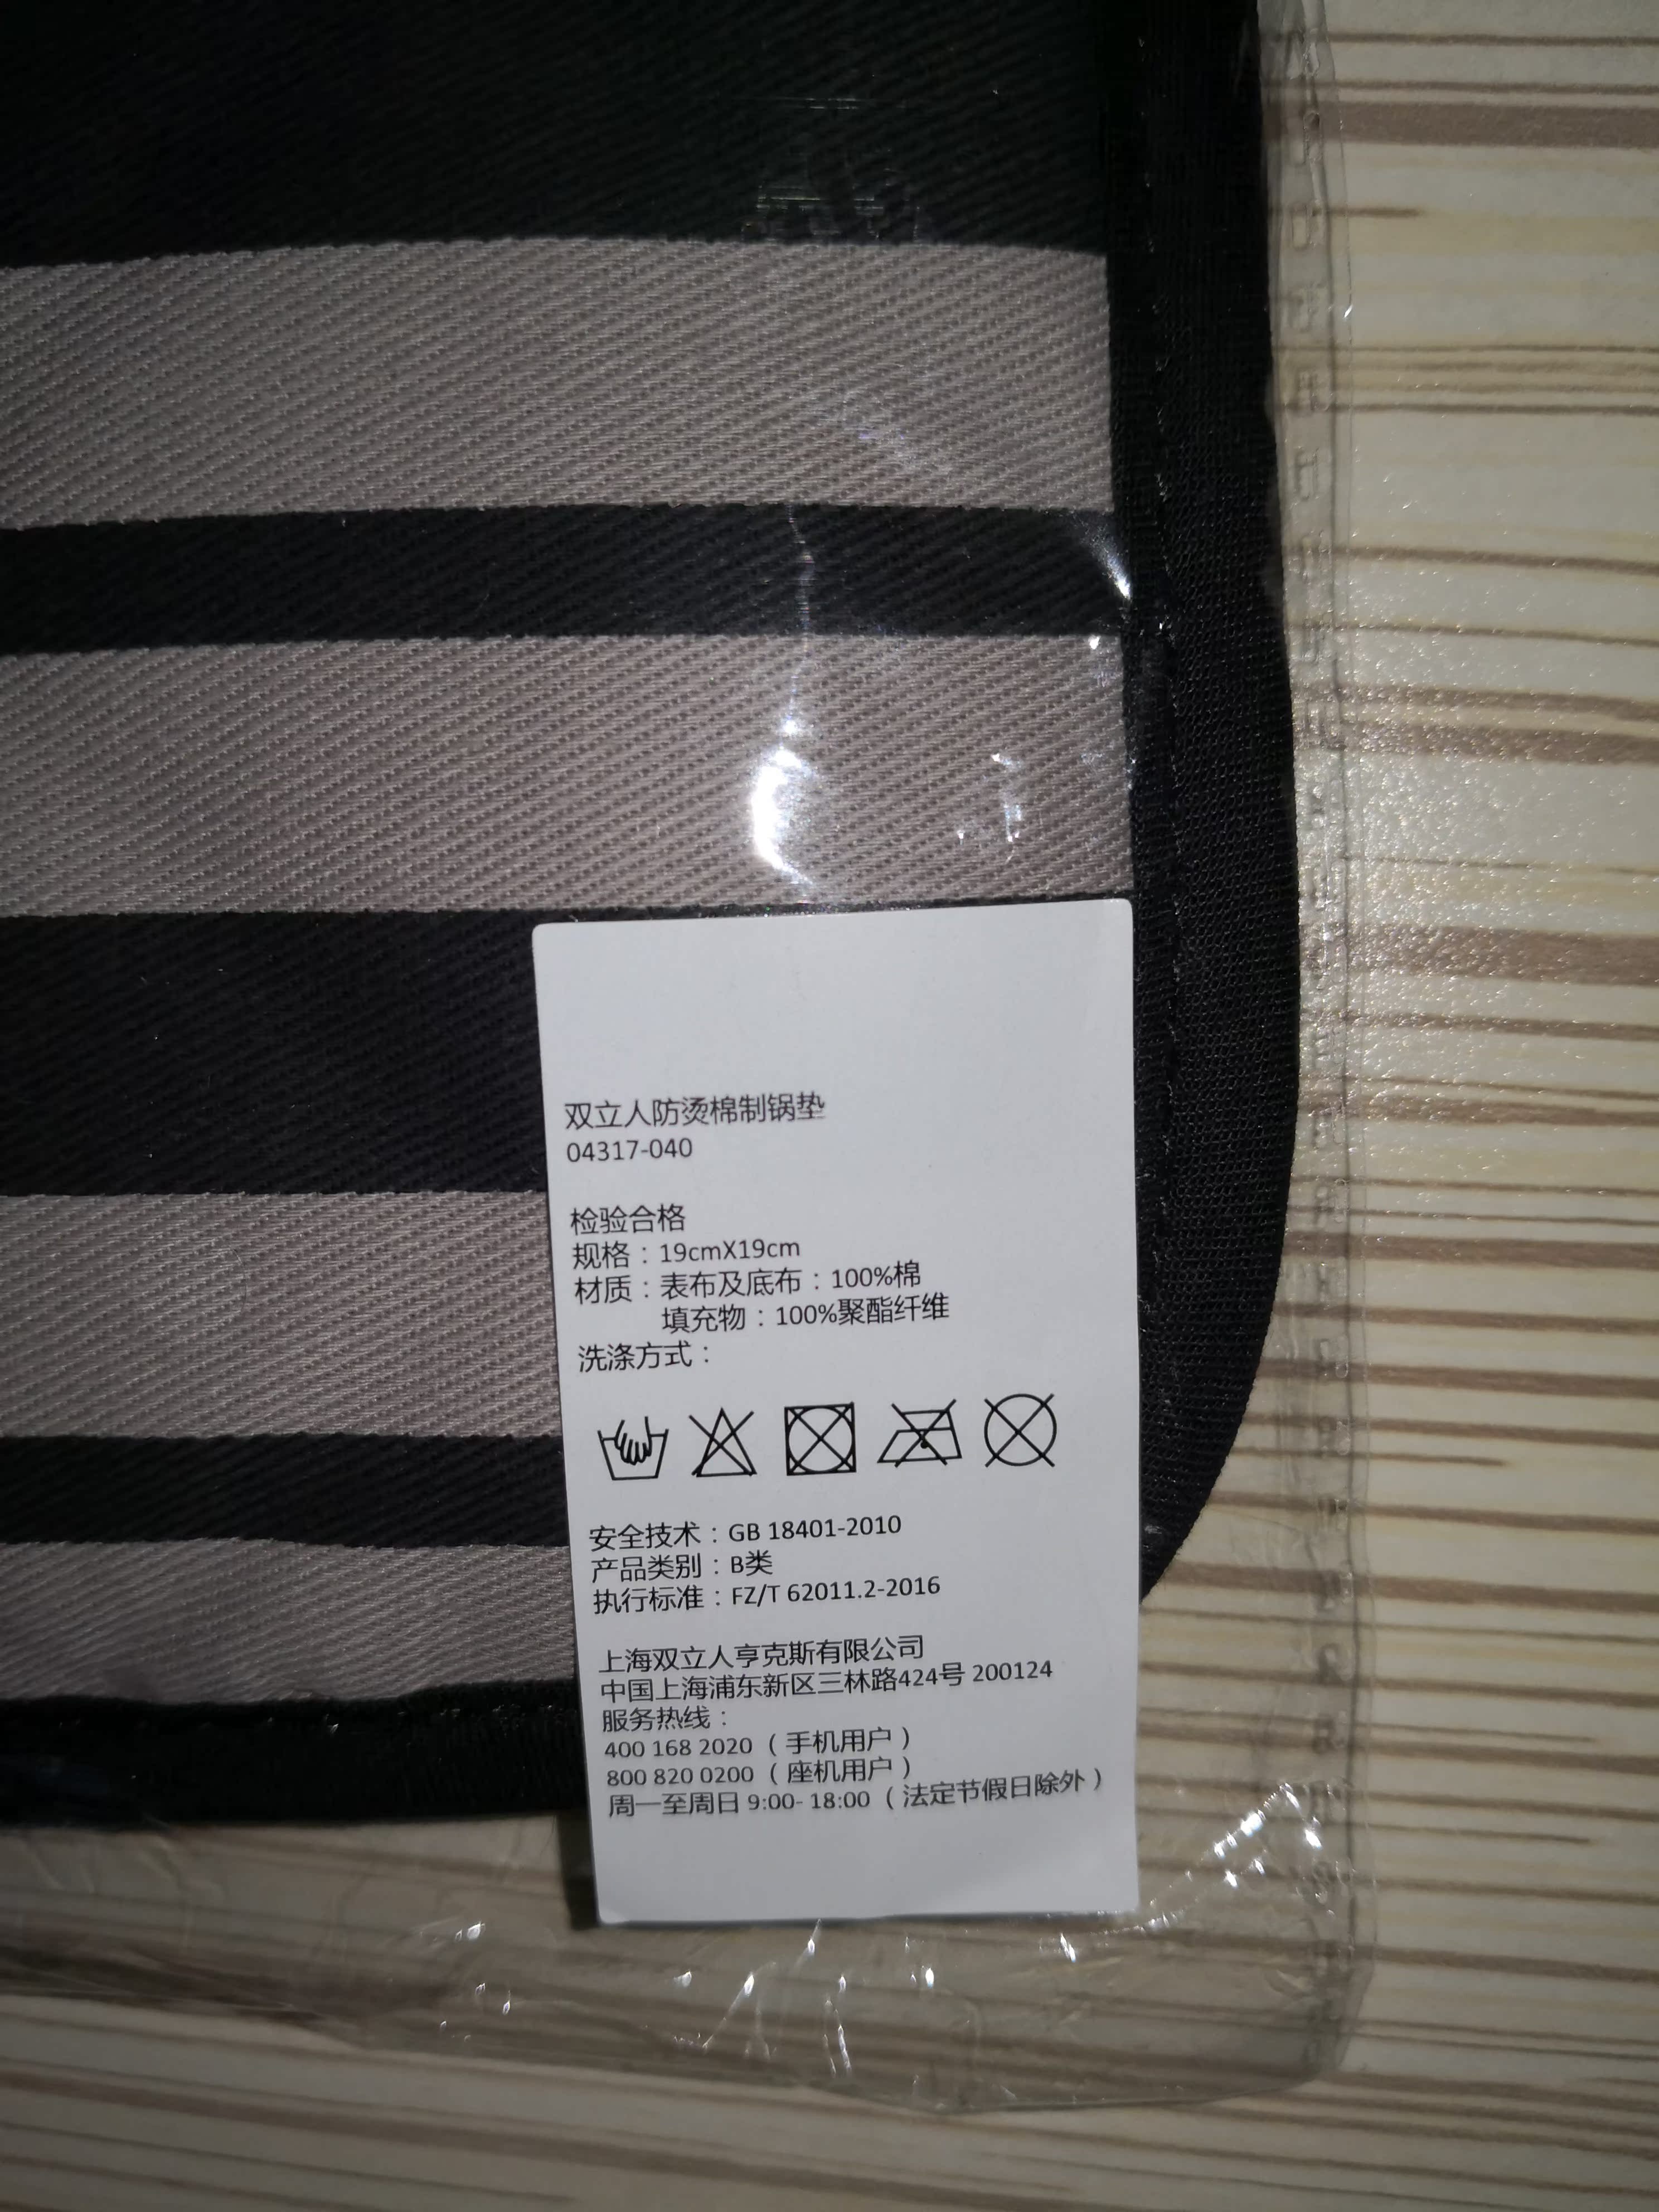 双立人防烫棉制锅垫
04317-040
检验合格
规格：19cmX19cm
材质：表布及底布：100%棉
填充物：100%聚酯纤维
洗涤方式：
安全技术：GB 18401-2010
产品类别：B类
执行标准：FZ/T 62011.2-2016
上海双立人亨克斯有限公司
中国上海浦东新区三林路424号 200124
服务热线：
400 168 2020（手机用户）
800 820 0200（座机用户）
周一至周日 9:00- 18:00（法定节假日除外）